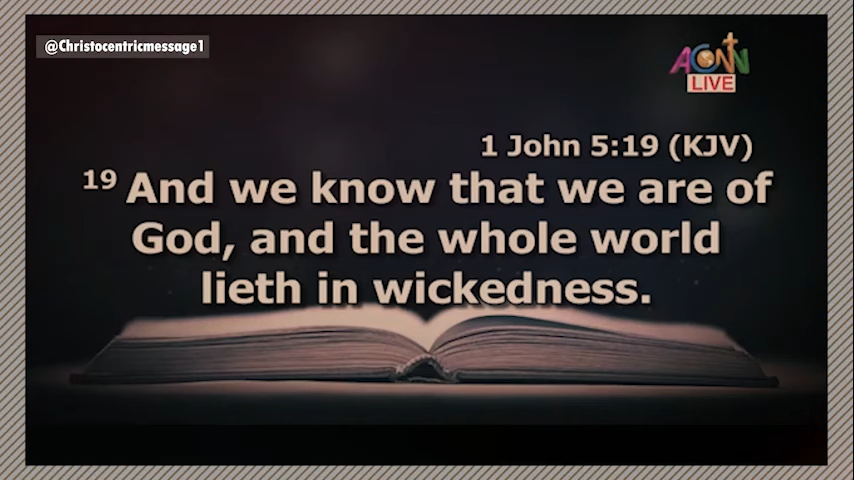 @Christocentricmessage1
ACNN
LIVE
1 John 5:19 (KJV)
19 And we know that we are of
God, and the whole world
lieth in wickedness.